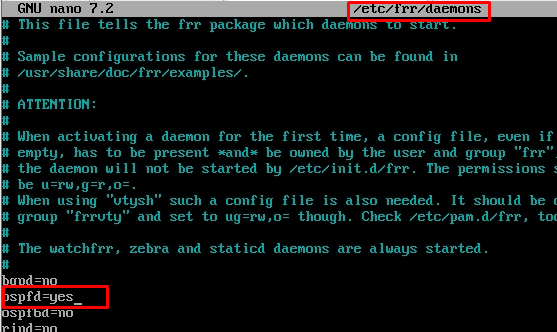 GNU nano 7.2 /etc/frr/daemons
# This file tells the frr package which daemons to start.
#
# Sample configurations for these daemons can be found in
# /usr/share/doc/frr/examples/.
#
# ATTENTION:
#
# When activating a daemon for the first time, a config file, even if
# empty, has to be present *and* be owned by the user and group "frr",
# the daemon will not be started by /etc/init.d/frr. The permissions s
# be u=rw,g=r,o=.
# When using "vtysh" such a config file is also needed. It should be o
# group "frrvty" and set to ug=rw,o= though. Check /etc/pam.d/frr, too
#
# The watchfrr, zebra and staticd daemons are always started.
#
bgpd=no
ospfd=yes_
ospf6d=no
ripd=no